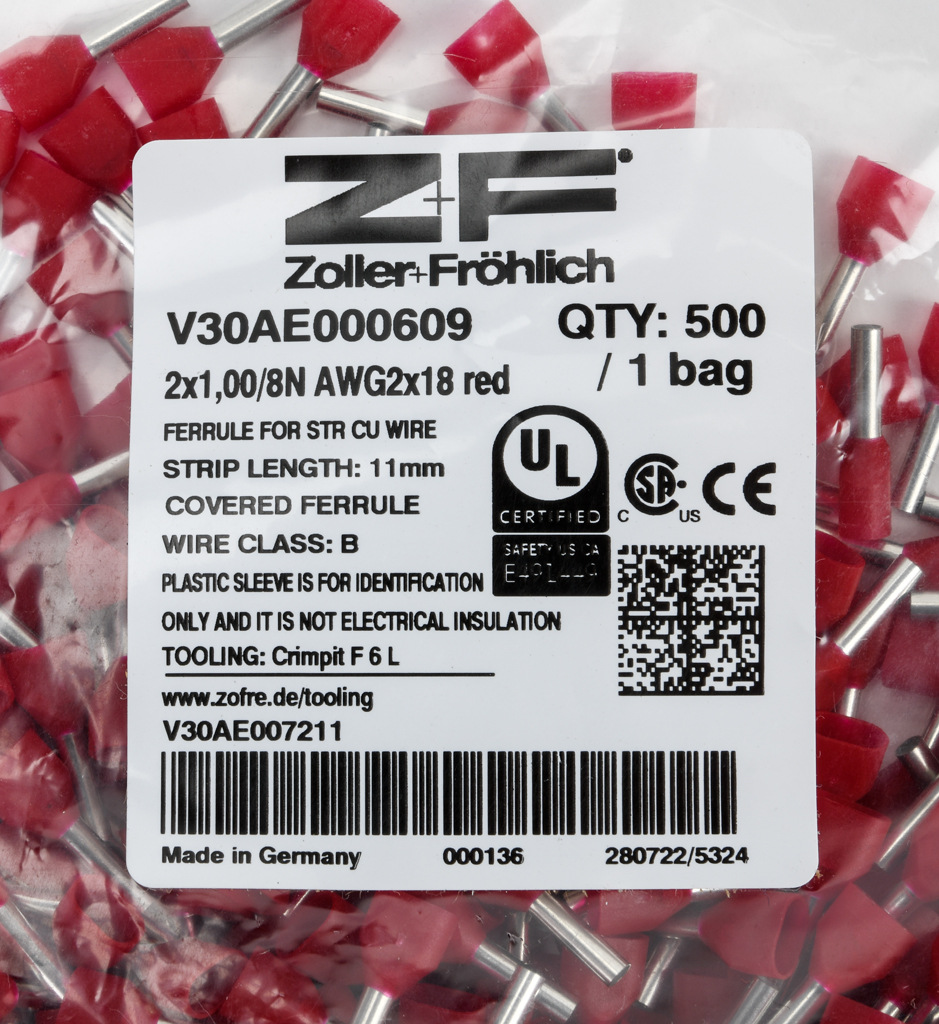 Z+F
Zoller+Fröhlich
V30AE000609
QTY: 500
/ 1 bag
2x1,00/8N AWG2x18 red
FERRULE FOR STR CU WIRE
STRIP LENGTH: 11mm
COVERED FERRULE
WIRE CLASS: B
PLASTIC SLEEVE IS FOR IDENTIFICATION
ONLY AND IT IS NOT ELECTRICAL INSULATION
TOOLING: Crimpit F 6 L
www.zofre.de/tooling
V30AE007211
UL
CERTIFIED
SAFETY US CA
C SA US
CE
Made in Germany 000136 280722/5324